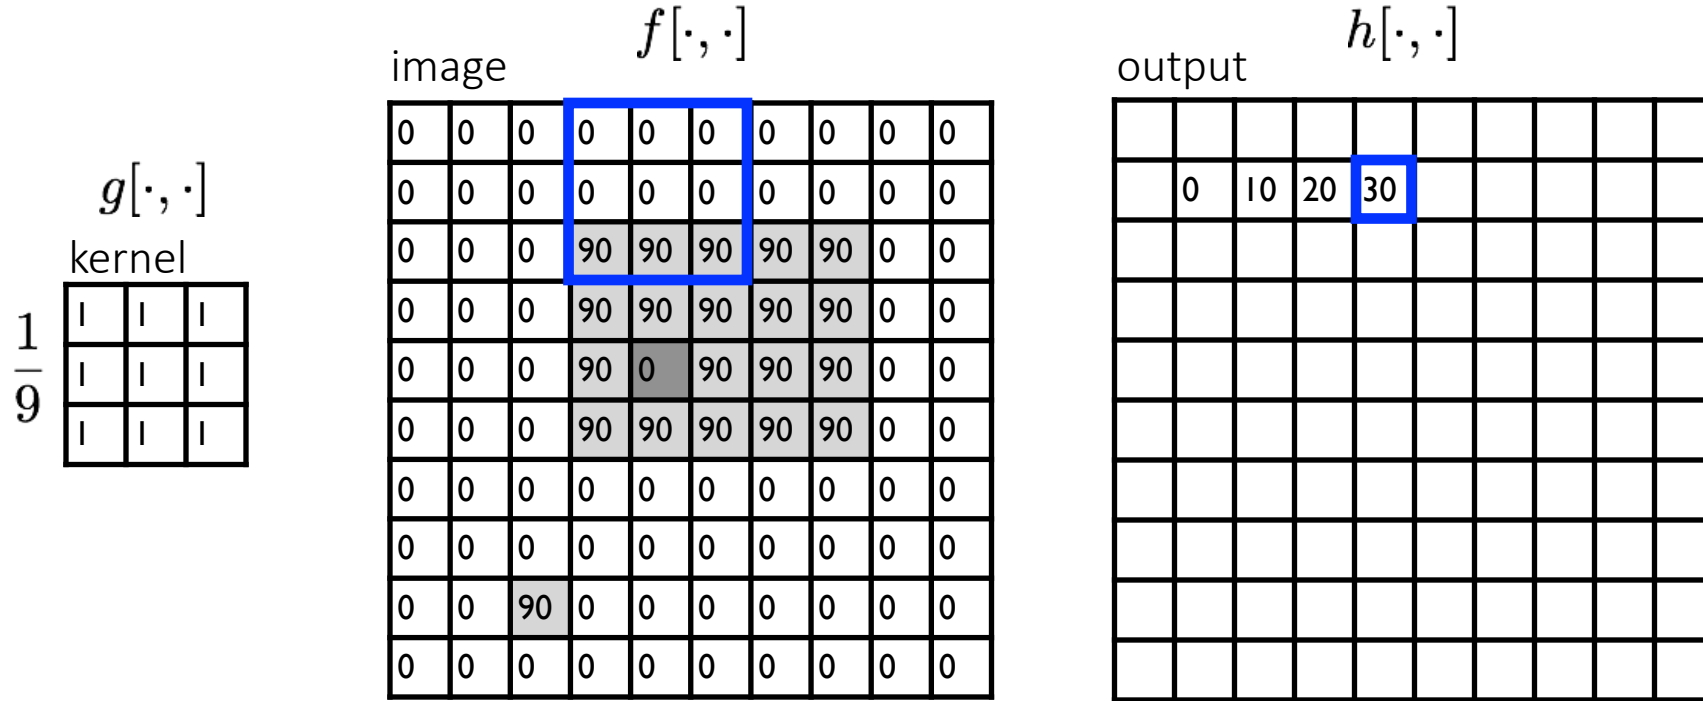 f[·, ·]
h[·, ·]
image
output
g[·, ·]
kernel
1/9
1 1 1
1 1 1
1 1 1
0 0 0 0 0 0 0 0 0 0
0 0 0 0 0 0 0 0 0 0
0 0 0 90 90 90 90 90 0 0
0 0 0 90 90 90 90 90 0 0
0 0 0 90 0 90 90 90 0 0
0 0 0 90 90 90 90 90 0 0
0 0 0 0 0 0 0 0 0 0
0 0 0 0 0 0 0 0 0 0
0 0 90 0 0 0 0 0 0 0
0 0 0 0 0 0 0 0 0 0
0 10 20 30